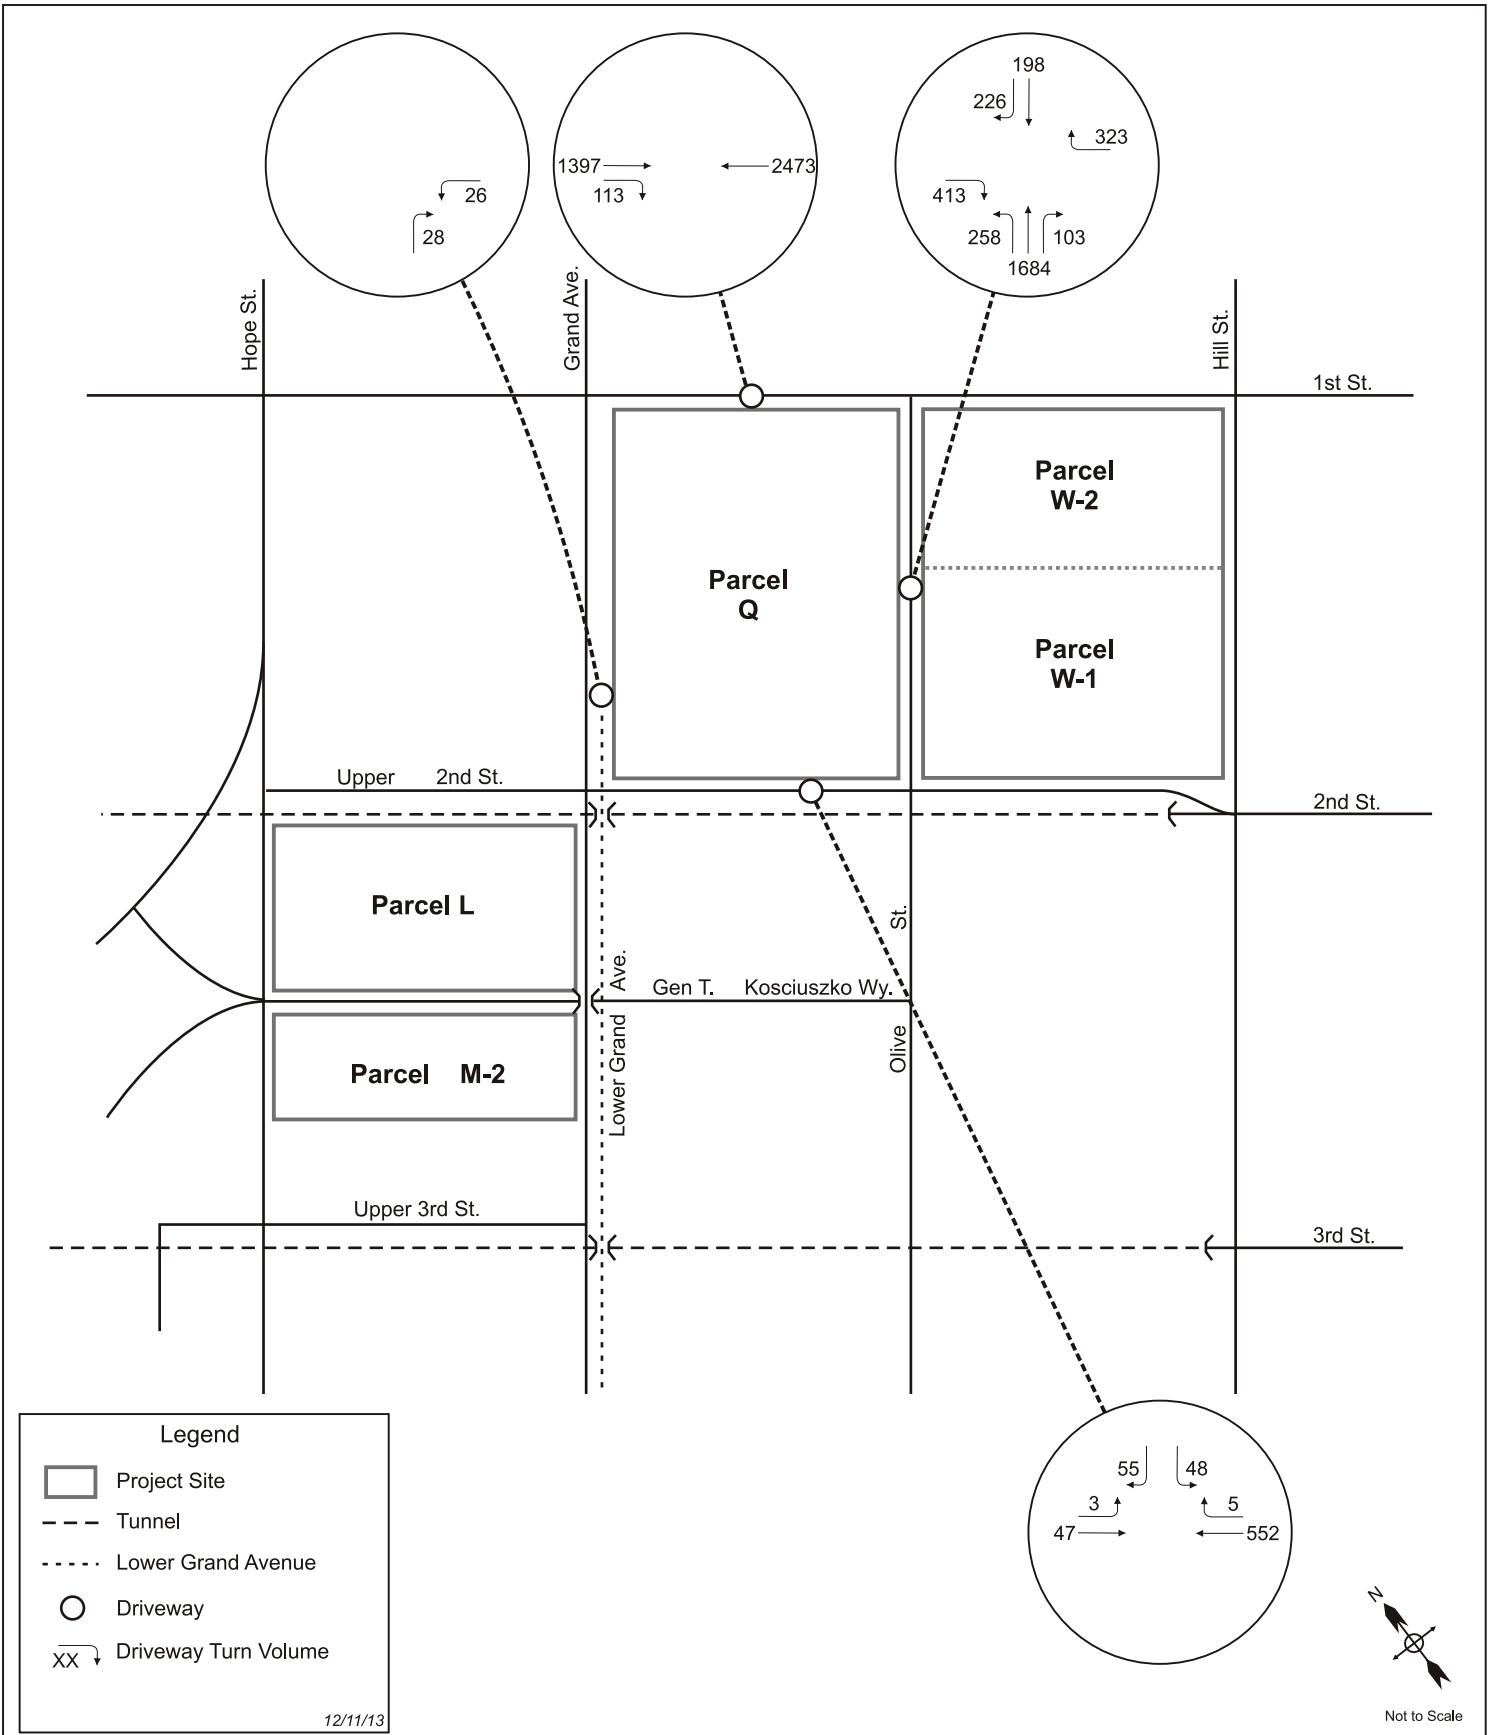 198
226
323
1397
2473
26
113
413
28
258
103
1684
Hope St.
Grand Ave.
Hill St.
1st St.
Parcel
W-2
Parcel
Q
Parcel
W-1
Upper 2nd St.
2nd St.
Parcel L
Lower Grand Ave.
Gen T. Kosciuszko Wy.
Olive St.
Parcel M-2
Upper 3rd St.
3rd St.
55
48
3
5
47
552
Legend
Project Site
Tunnel
Lower Grand Avenue
Driveway
XX Driveway Turn Volume
12/11/13
N
Not to Scale